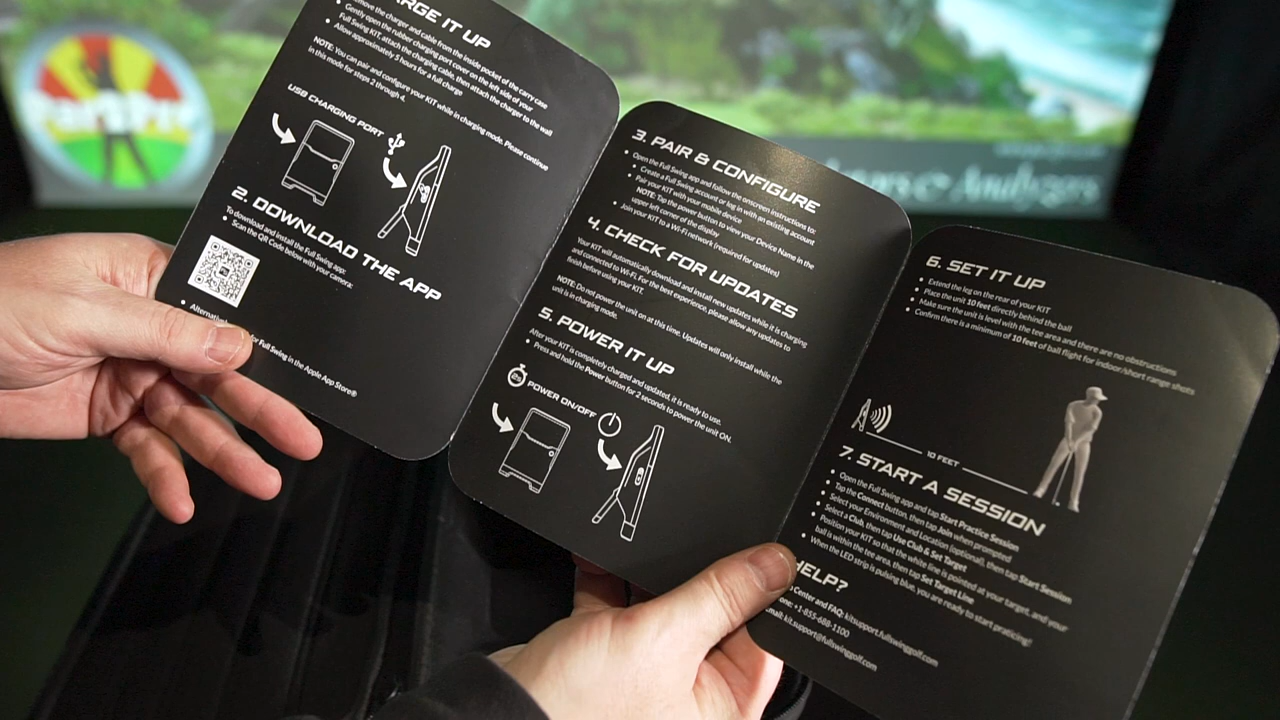 ARGE IT UP
move the charger and cable from the inside pocket of the carry case
Gently open the rubber charging port cover on the left side of your
Full Swing KIT, attach the charging cable, then attach the charger to the wall
Allow approximately 5 hours for a full charge
NOTE: You can pair and configure your KIT while in charging mode. Please continue
in this mode for steps 2 through 4.
USB CHARGING PORT
2. DOWNLOAD THE APP
To download and install the Full Swing app:
• Scan the QR Code below with your camera:
• Alternativel
for Full Swing in the Apple App Store®
3. PAIR & CONFIGURE
• Open the Full Swing app and follow the onscreen instructions to:
• Create a Full Swing account or log in with an existing account
• Pair your KIT with your mobile device
NOTE: Tap the power button to view your Device Name in the
upper left corner of the display
• Join your KIT to a Wi-Fi network (required for updates)
4. CHECK FOR UPDATES
Your KIT will automatically download and install new updates while it is charging
and connected to Wi-Fi. For the best experience, please allow any updates to
finish before using your KIT.
NOTE: Do not power the unit on at this time. Updates will only install while the
unit is in charging mode.
5. POWER IT UP
After your KIT is completely charged and updated, it is ready to use.
• Press and hold the Power button for 2 seconds to power the unit ON.
2s
POWER ON/OFF
6. SET IT UP
• Extend the leg on the rear of your KIT
• Place the unit 10 feet directly behind the ball
• Make sure the unit is level with the tee area and there are no obstructions
• Confirm there is a minimum of 10 feet of ball flight for indoor/short range shots
10 FEET
7. START A SESSION
• Open the Full Swing app and tap Start Practice Session
• Tap the Connect button, then tap Join when prompted
• Select your Environment and Location (optional), then tap Start Session
• Select a Club, then tap Use Club & Set Target
• Position your KIT so that the white line is pointed at your target, and your
ball is within the tee area, then tap Set Target Line
• When the LED strip is pulsing blue, you are ready to start practicing!
HELP?
Center and FAQ: kitsupport.fullswinggolf.com
one: +1-855-688-1100
mail: kit.support@fullswinggolf.com
& Analyzers